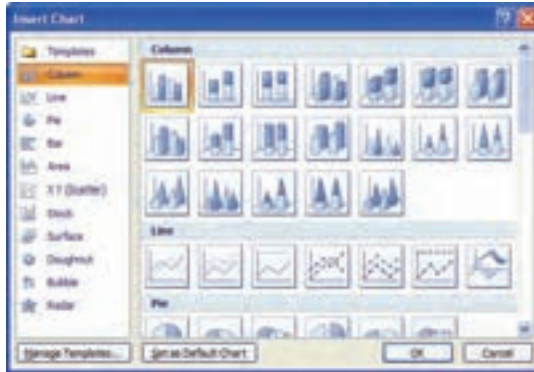 Insert Chart
Templates
Column
Line
Pie
Bar
Area
X Y (Scatter)
Stock
Surface
Doughnut
Bubble
Radar
Column
Line
Pie
Manage Templates...
Set as Default Chart
OK
Cancel